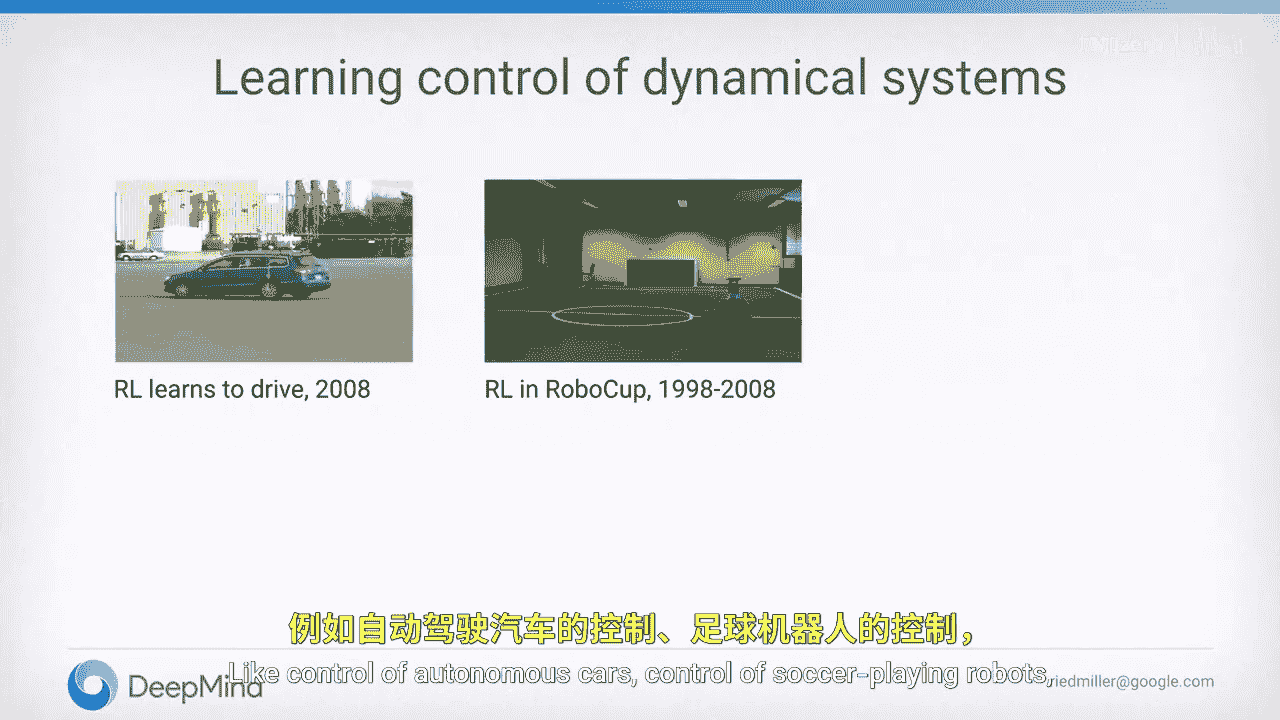 Learning control of dynamical systems
RL learns to drive, 2008
RL in RoboCup, 1998-2008
例如自动驾驶汽车的控制、足球机器人的控制，
Like control of autonomous cars, control of soccer-playing robots,
DeepMind
riedmiller@google.com